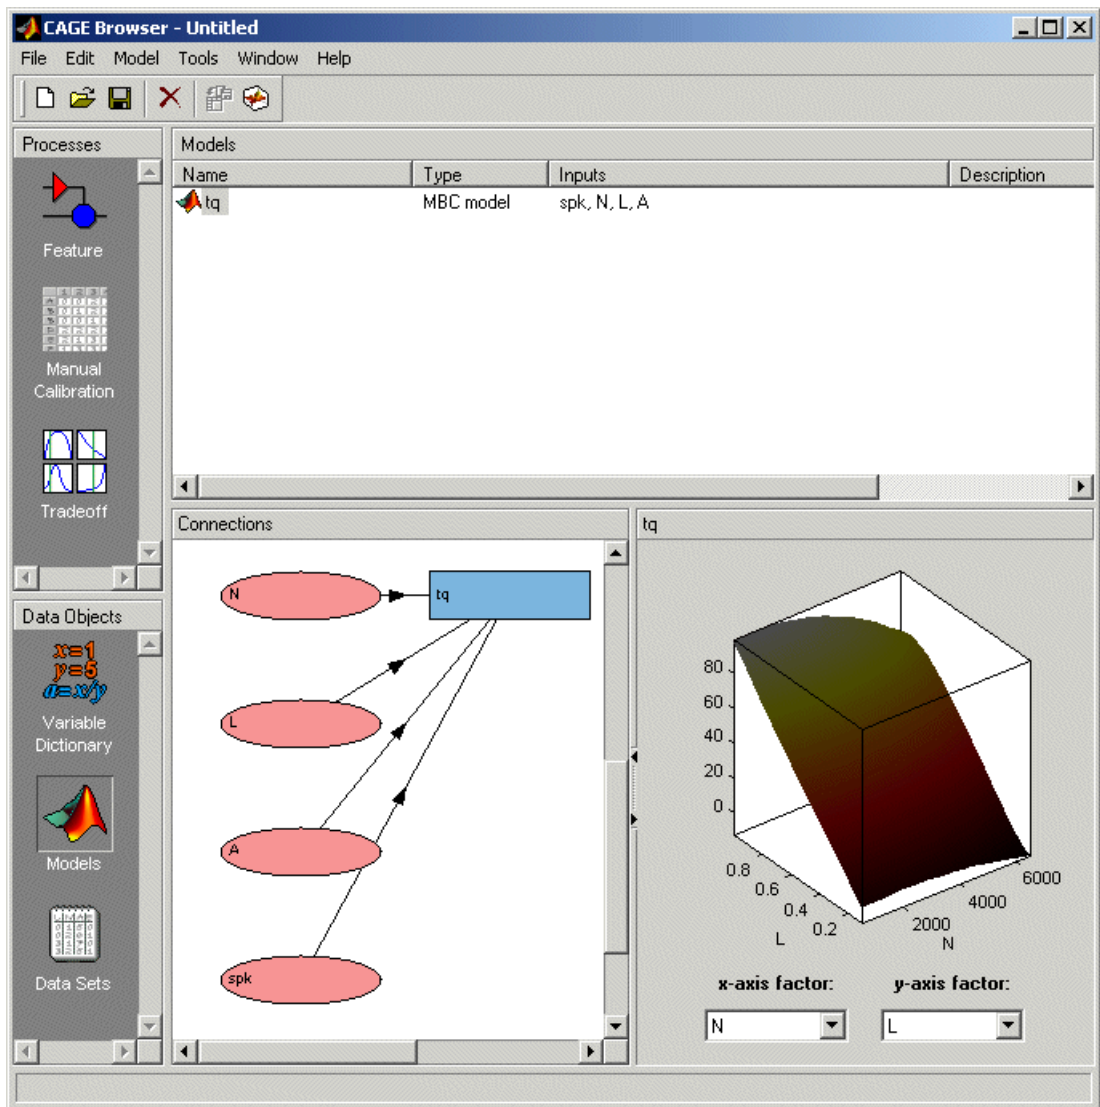 CAGE Browser - Untitled
File Edit Model Tools Window Help
Processes
Feature
Manual
Calibration
Tradeoff
Data Objects
x=1
y=5
a=x/y
Variable
Dictionary
Models
Data Sets
Models
Name Type Inputs Description
tq MBC model spk, N, L, A
Connections
N
tq
L
A
spk
tq
80
60
40
20
0
0.8
0.6
0.4
0.2
L
2000
4000
6000
N
x-axis factor: y-axis factor:
N L